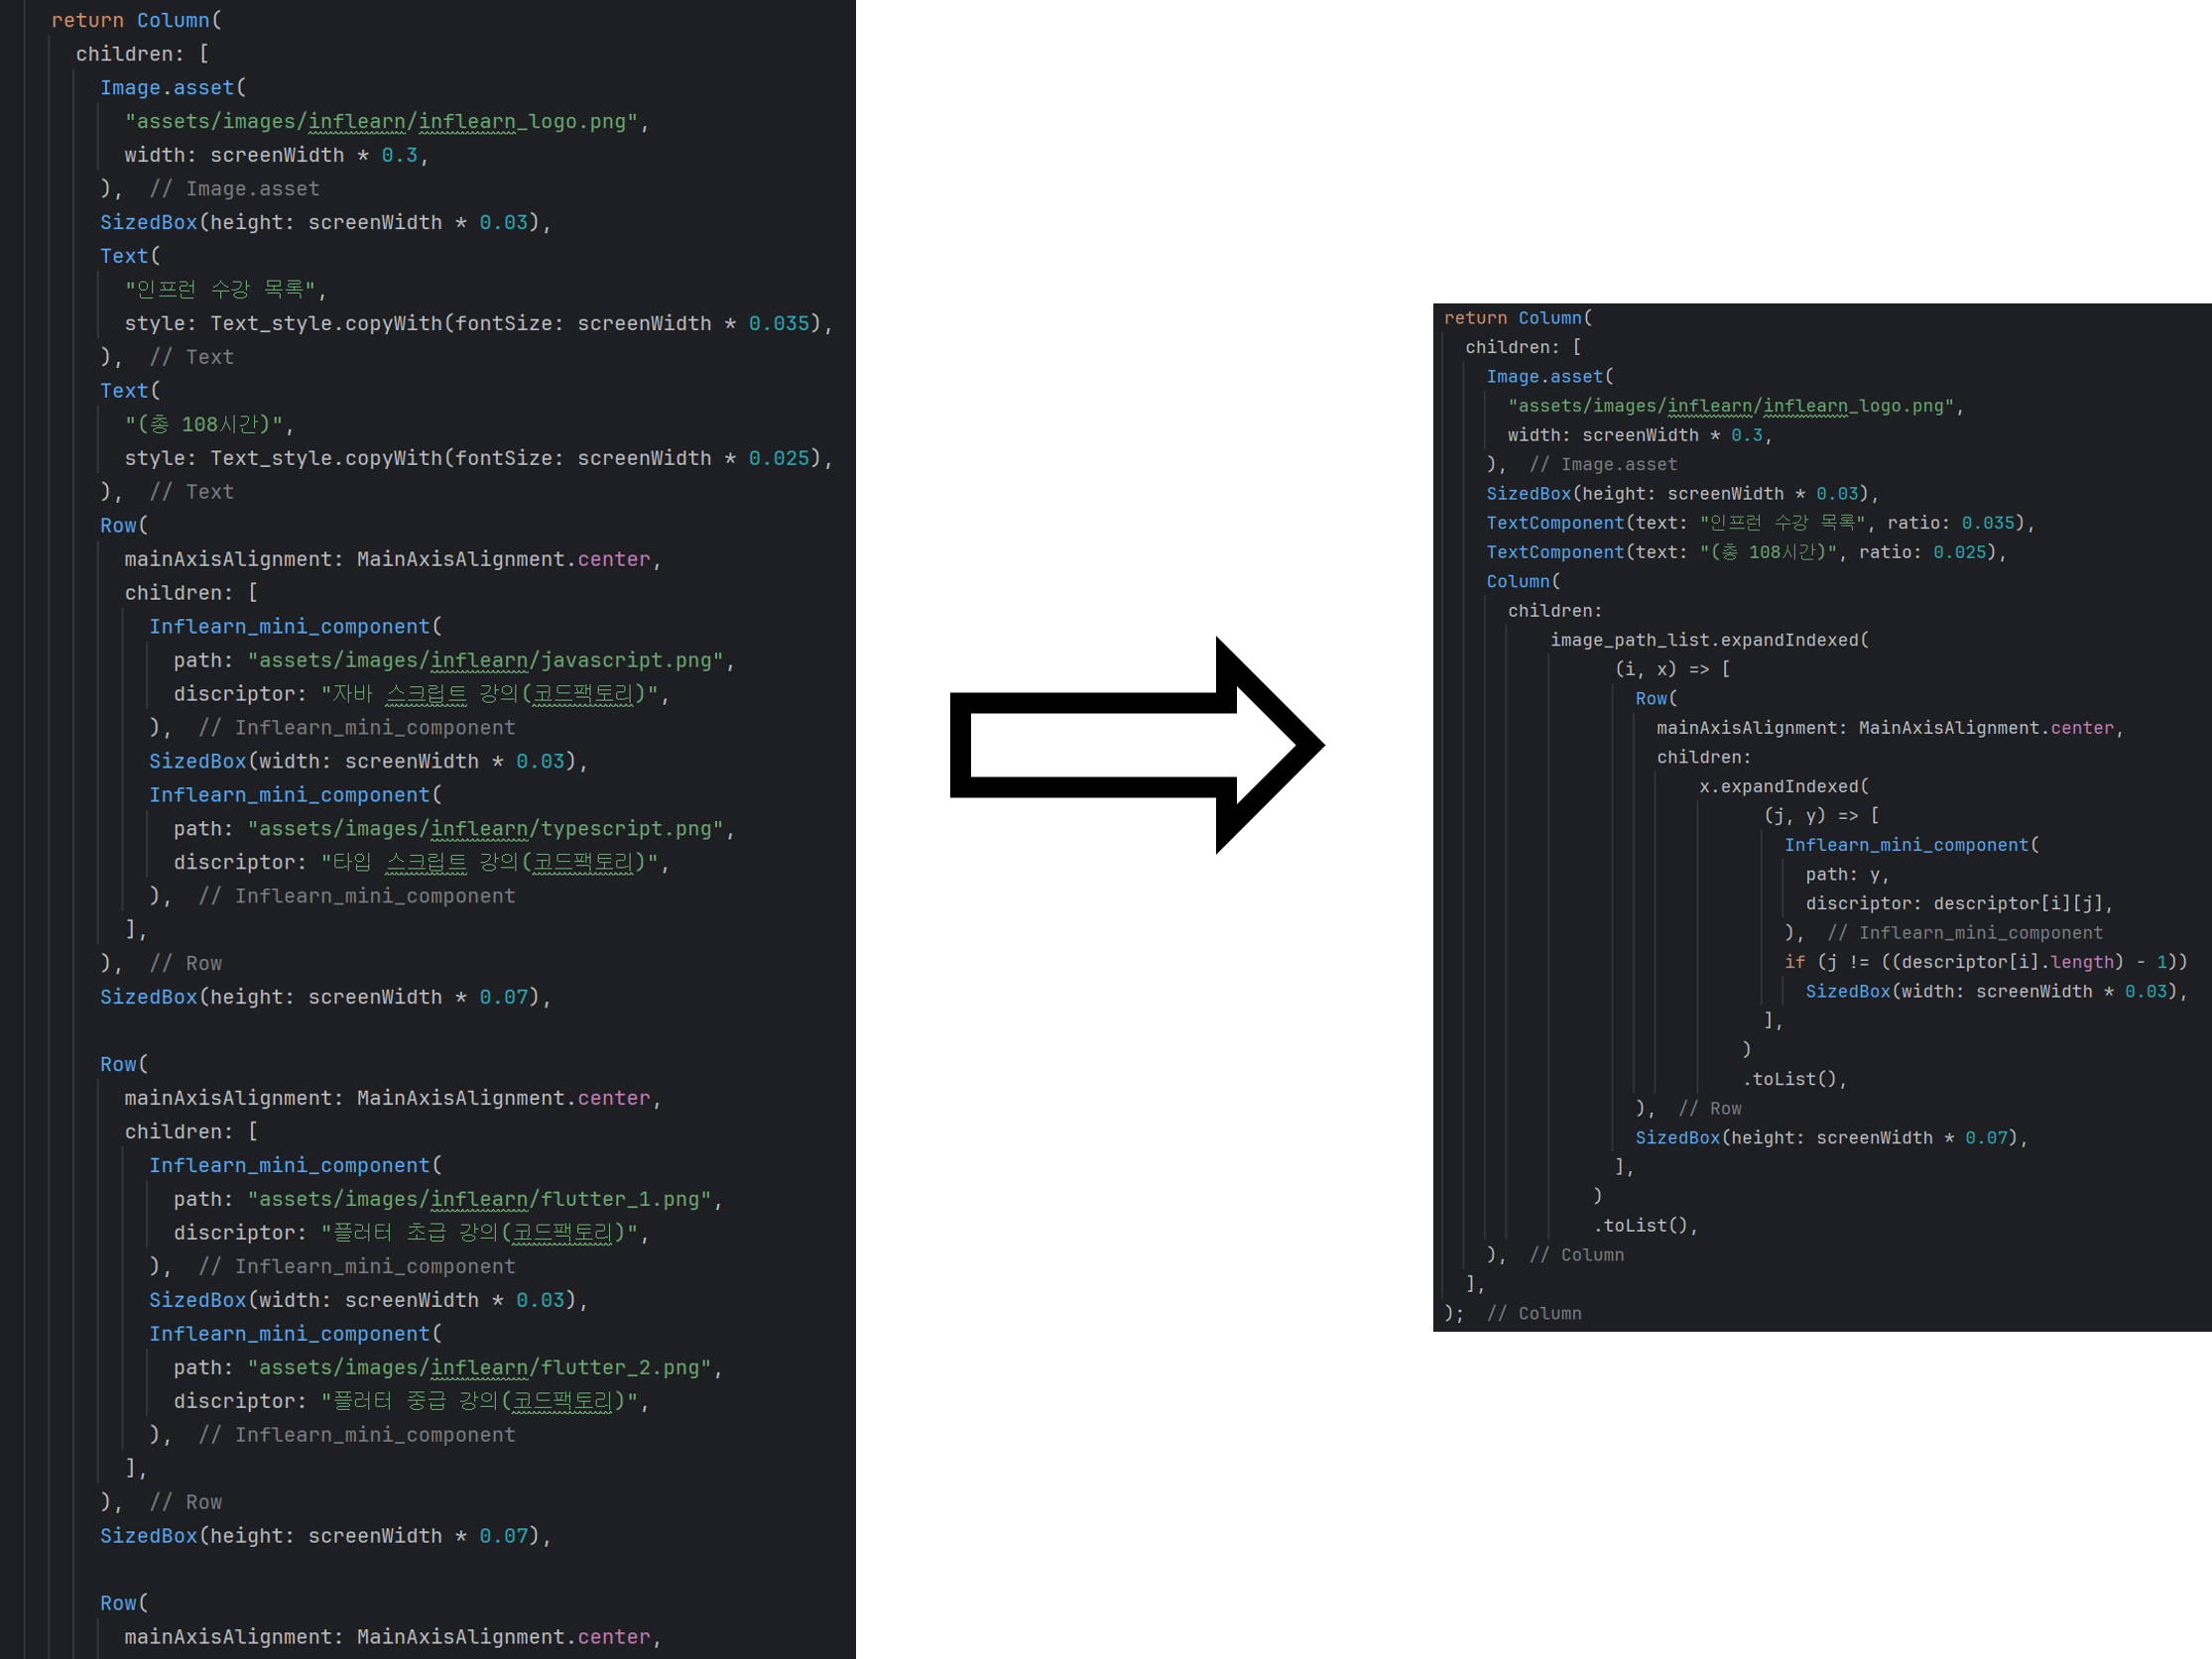 return Column(
children: [
Image.asset(
"assets/images/inflearn/inflearn_logo.png",
width: screenWidth * 0.3,
), // Image.asset
SizedBox(height: screenWidth * 0.03),
Text(
"인프런 수강 목록",
style: Text_style.copyWith(fontSize: screenWidth * 0.035),
), // Text
Text(
"(총 108시간)",
style: Text_style.copyWith(fontSize: screenWidth * 0.025),
), // Text
Row(
mainAxisAlignment: MainAxisAlignment.center,
children: [
Inflearn_mini_component(
path: "assets/images/inflearn/javascript.png",
discriptor: "자바 스크립트 강의(코드팩토리)",
), // Inflearn_mini_component
SizedBox(width: screenWidth * 0.03),
Inflearn_mini_component(
path: "assets/images/inflearn/typescript.png",
discriptor: "타입 스크립트 강의(코드팩토리)",
), // Inflearn_mini_component
],
), // Row
SizedBox(height: screenWidth * 0.07),
Row(
mainAxisAlignment: MainAxisAlignment.center,
children: [
Inflearn_mini_component(
path: "assets/images/inflearn/flutter_1.png",
discriptor: "플러터 초급 강의(코드팩토리)",
), // Inflearn_mini_component
SizedBox(width: screenWidth * 0.03),
Inflearn_mini_component(
path: "assets/images/inflearn/flutter_2.png",
discriptor: "플러터 중급 강의(코드팩토리)",
), // Inflearn_mini_component
],
), // Row
SizedBox(height: screenWidth * 0.07),
Row(
mainAxisAlignment: MainAxisAlignment.center,
return Column(
children: [
Image.asset(
"assets/images/inflearn/inflearn_logo.png",
width: screenWidth * 0.3,
), // Image.asset
SizedBox(height: screenWidth * 0.03),
TextComponent(text: "인프런 수강 목록", ratio: 0.035),
TextComponent(text: "(총 108시간)", ratio: 0.025),
Column(
children:
image_path_list.expandIndexed(
(i, x) => [
Row(
mainAxisAlignment: MainAxisAlignment.center,
children:
x.expandIndexed(
(j, y) => [
Inflearn_mini_component(
path: y,
discriptor: descriptor[i][j],
), // Inflearn_mini_component
if (j != ((descriptor[i].length) - 1))
SizedBox(width: screenWidth * 0.03),
],
)
.toList(),
), // Row
SizedBox(height: screenWidth * 0.07),
],
)
.toList(),
), // Column
],
); // Column